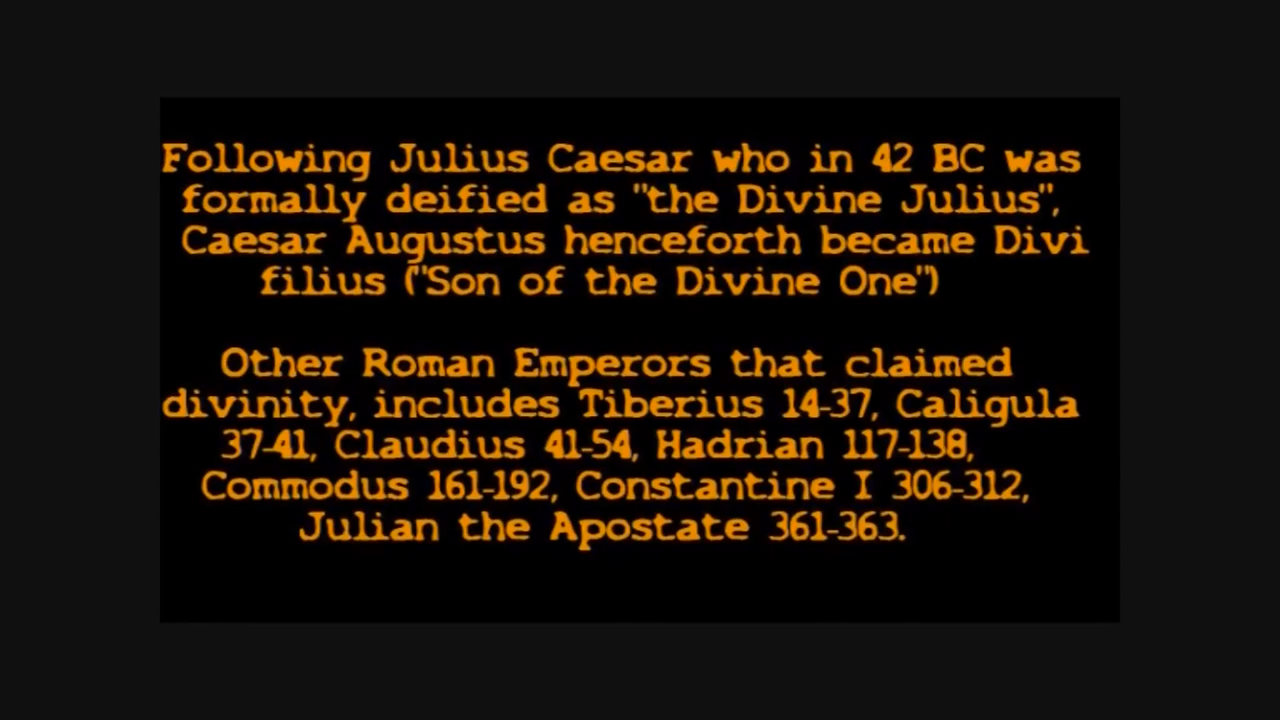 Following Julius Caesar who in 42 BC was
formally deified as "the Divine Julius",
Caesar Augustus henceforth became Divi
filius ("Son of the Divine One")
Other Roman Emperors that claimed
divinity, includes Tiberius 14-37, Caligula
37-41, Claudius 41-54, Hadrian 117-138,
Commodus 161-192, Constantine I 306-312,
Julian the Apostate 361-363.